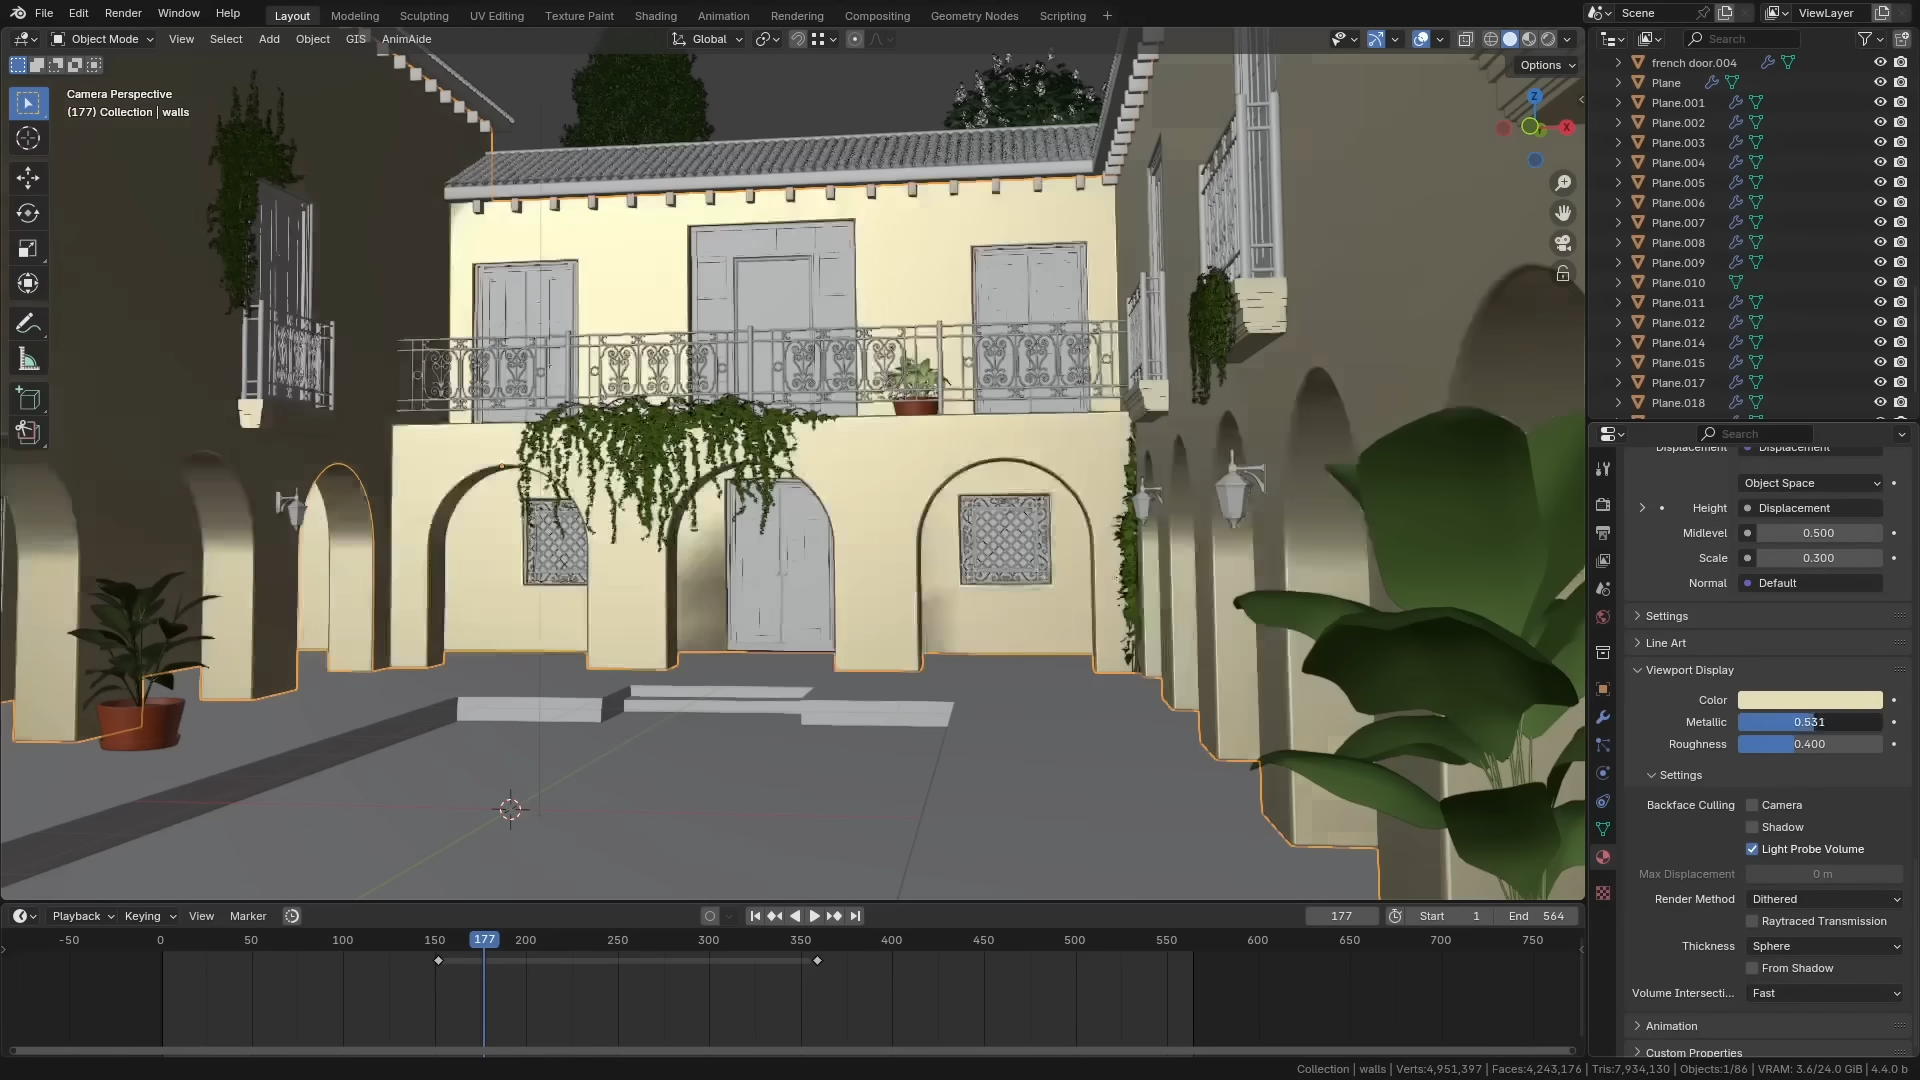 File Edit Render Window Help Layout Modeling Sculpting UV Editing Texture Paint Shading Animation Rendering Compositing Geometry Nodes Scripting + Scene ViewLayer
Object Mode View Select Add Object GIS AnimAide Global Search
Options
Camera Perspective
(177) Collection | walls
Z
X
french door.004
Plane
Plane.001
Plane.002
Plane.003
Plane.004
Plane.005
Plane.006
Plane.007
Plane.008
Plane.009
Plane.010
Plane.011
Plane.012
Plane.014
Plane.015
Plane.017
Plane.018
Search
Displacement Displacement
Object Space
Height Displacement
Midlevel 0.500
Scale 0.300
Normal Default
Settings
Line Art
Viewport Display
Color
Metallic 0.531
Roughness 0.400
Settings
Backface Culling Camera
Shadow
Light Probe Volume
Max Displacement 0 m
Render Method Dithered
Raytraced Transmission
Thickness Sphere
From Shadow
Volume Intersecti... Fast
Animation
Custom Properties
Playback Keying View Marker 177 Start 1 End 564
-50 0 50 100 150 177 200 250 300 350 400 450 500 550 600 650 700 750
Collection | walls | Verts:4,951,397 | Faces:4,243,176 | Tris:7,934,130 | Objects:1/86 | VRAM: 3.6/24.0 GiB | 4.4.0 b